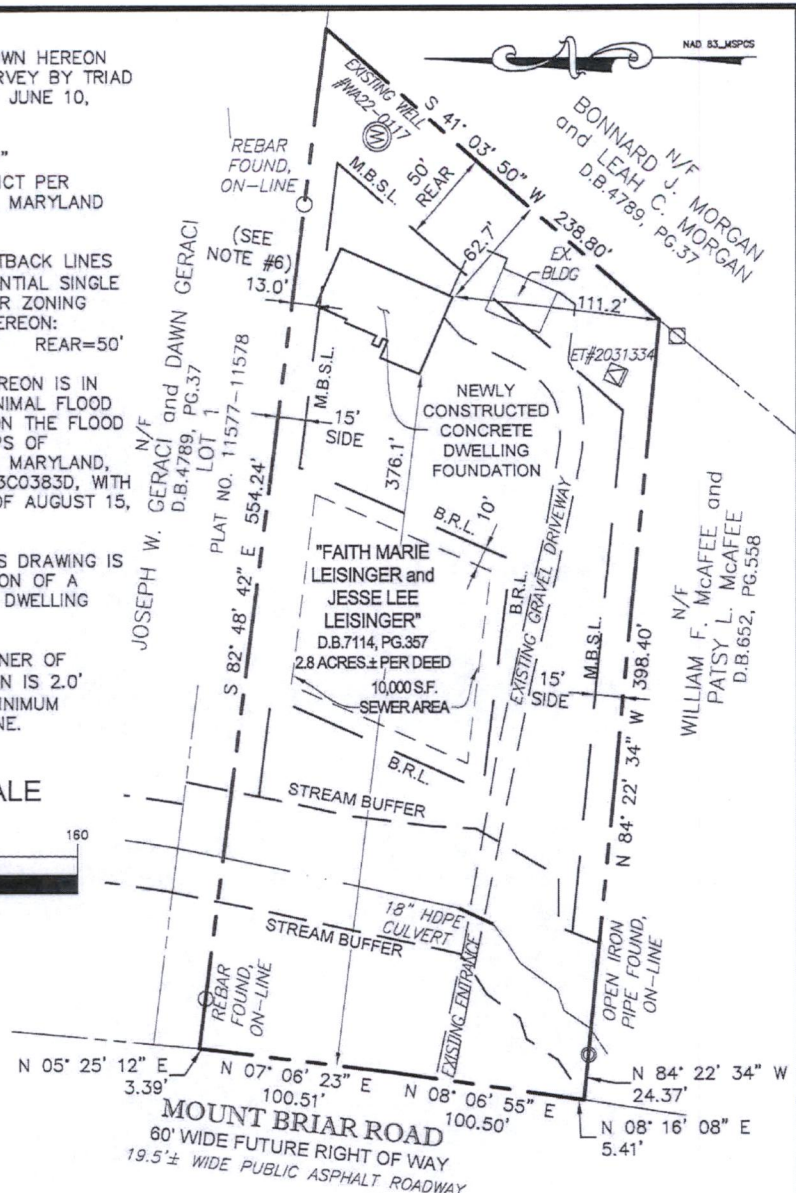 WN HEREON
RVEY BY TRIAD
JUNE 10,
"
ICT PER
MARYLAND
TBACK LINES
NTIAL SINGLE
R ZONING
EREON:
REAR=50'
EREON IS IN
NIMAL FLOOD
ON THE FLOOD
PS OF
MARYLAND,
3C0383D, WITH
OF AUGUST 15,
S DRAWING IS
ON OF A
DWELLING
NER OF
N IS 2.0'
INIMUM
NE.
ALE
160
NAD 83_MSPCS
EXISTING WELL
#WA22-0117
W
REBAR
FOUND,
ON-LINE
S 41° 03' 50" W 238.80'
N/F
BONNARD J. MORGAN
and LEAH C. MORGAN
D.B.4789, PG.37
M.B.S.L.
50'
REAR
62.7'
EX.
BLDG
111.2'
(SEE
NOTE #6)
13.0'
ET#2031334
N/F
JOSEPH W. GERACI and DAWN GERACI
D.B.4789, PG.37
LOT 1
PLAT NO. 11577-11578
M.B.S.L.
15'
SIDE
376.1'
NEWLY
CONSTRUCTED
CONCRETE
DWELLING
FOUNDATION
S 82° 48' 42" E 554.24'
B.R.L.
10'
"FAITH MARIE
LEISINGER and
JESSE LEE
LEISINGER"
D.B.7114, PG.357
2.8 ACRES.± PER DEED
10,000 S.F.
SEWER AREA
B.R.L.
EXISTING GRAVEL DRIVEWAY
15'
SIDE
M.B.S.L.
N 84° 22' 34" W 398.40'
N/F
WILLIAM F. McAFEE and
PATSY L. McAFEE
D.B.652, PG.558
B.R.L.
STREAM BUFFER
18" HDPE
CULVERT
STREAM BUFFER
EXISTING ENTRANCE
REBAR
FOUND,
ON-LINE
OPEN IRON
PIPE FOUND,
ON-LINE
N 05° 25' 12" E
3.39'
N 07° 06' 23" E
100.51'
N 08° 06' 55" E
100.50'
N 84° 22' 34" W
24.37'
N 08° 16' 08" E
5.41'
MOUNT BRIAR ROAD
60' WIDE FUTURE RIGHT OF WAY
19.5'± WIDE PUBLIC ASPHALT ROADWAY